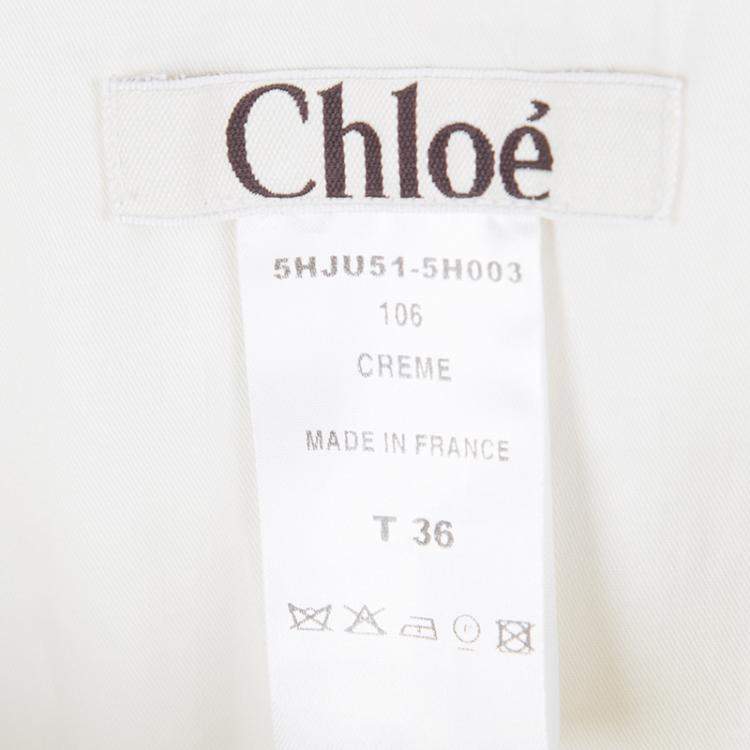 Chloé
5HJU51-5H003
106
CREME
MADE IN FRANCE
T 36